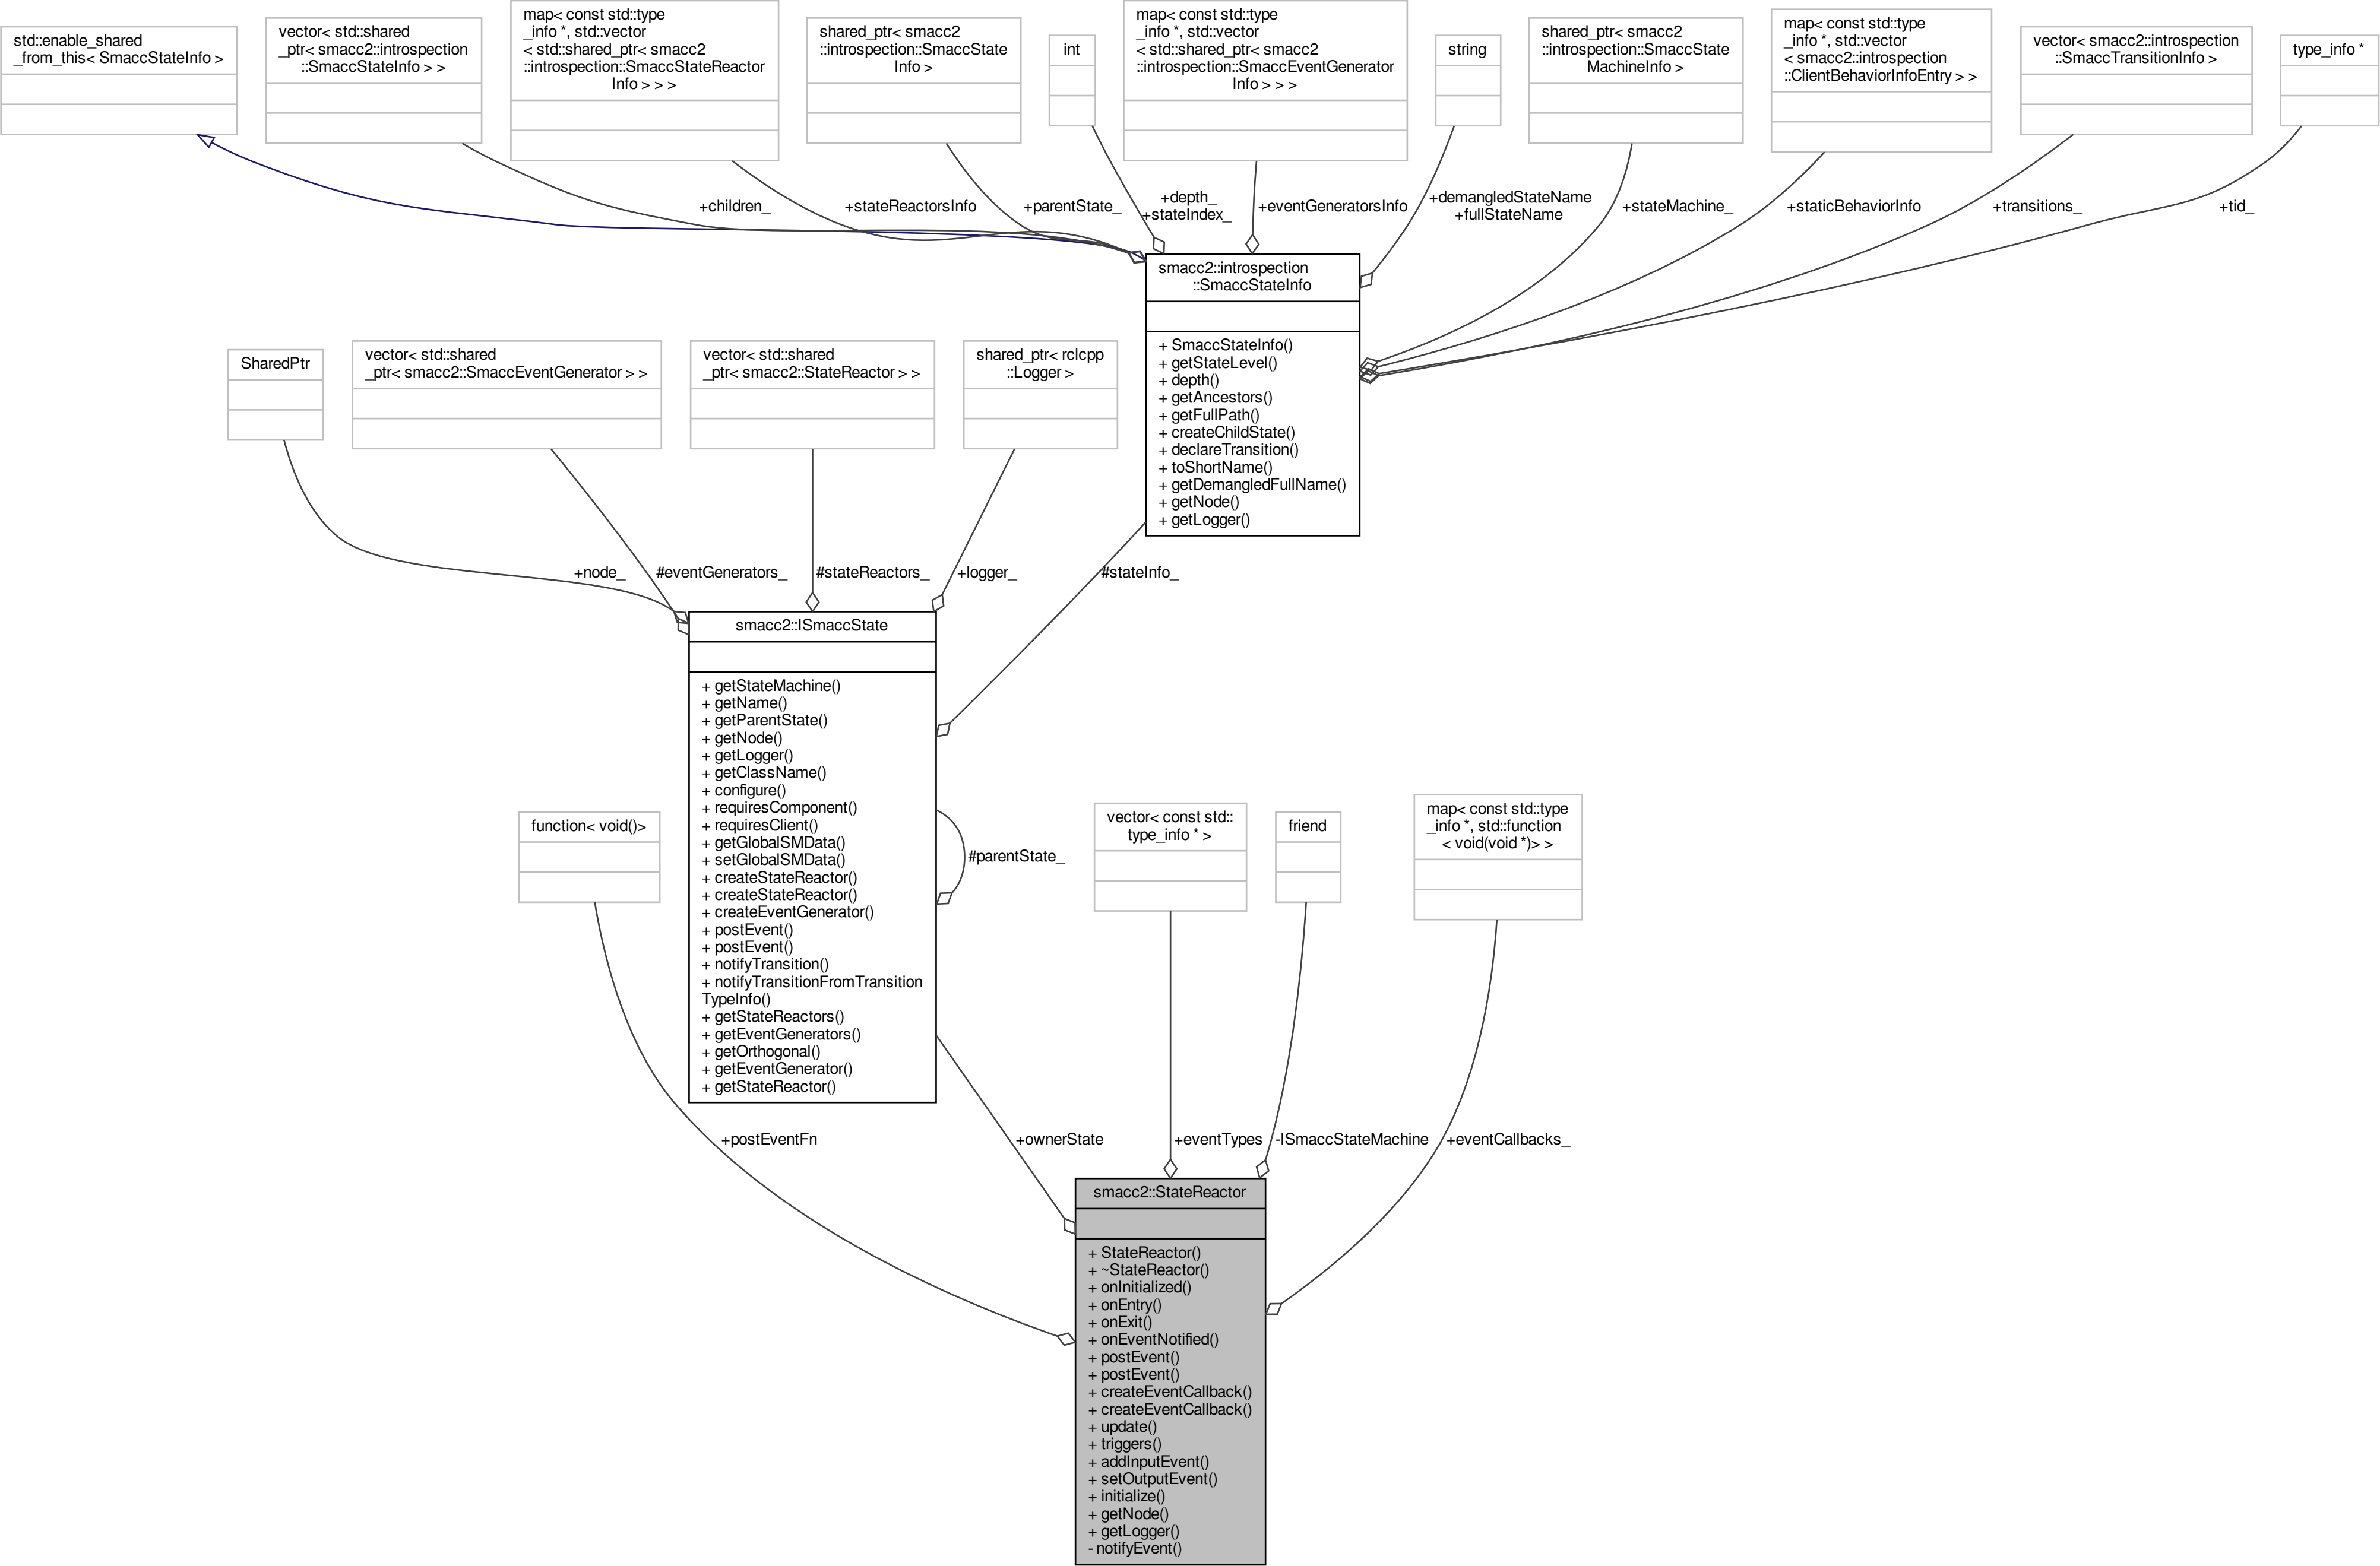 std::enable_shared
_from_this< SmaccStateInfo >
vector< std::shared
_ptr< smacc2::introspection
::SmaccStateInfo > >
map< const std::type
_info *, std::vector
< std::shared_ptr< smacc2
::introspection::SmaccStateReactor
Info > > >
shared_ptr< smacc2
::introspection::SmaccState
Info >
int
map< const std::type
_info *, std::vector
< std::shared_ptr< smacc2
::introspection::SmaccEventGenerator
Info > > >
string
shared_ptr< smacc2
::introspection::SmaccState
MachineInfo >
map< const std::type
_info *, std::vector
< smacc2::introspection
::ClientBehaviorInfoEntry > >
vector< smacc2::introspection
::SmaccTransitionInfo >
type_info *
+children_
+stateReactorsInfo
+parentState_
+depth_
+stateIndex_
+eventGeneratorsInfo
+demangledStateName
+fullStateName
+stateMachine_
+staticBehaviorInfo
+transitions_
+tid_
smacc2::introspection
::SmaccStateInfo
+ SmaccStateInfo()
+ getStateLevel()
+ depth()
+ getAncestors()
+ getFullPath()
+ createChildState()
+ declareTransition()
+ toShortName()
+ getDemangledFullName()
+ getNode()
+ getLogger()
SharedPtr
vector< std::shared
_ptr< smacc2::SmaccEventGenerator > >
vector< std::shared
_ptr< smacc2::StateReactor > >
shared_ptr< rclcpp
::Logger >
+node_
#eventGenerators_
#stateReactors_
+logger_
#stateInfo_
smacc2::ISmaccState
+ getStateMachine()
+ getName()
+ getParentState()
+ getNode()
+ getLogger()
+ getClassName()
+ configure()
+ requiresComponent()
+ requiresClient()
+ getGlobalSMData()
+ setGlobalSMData()
+ createStateReactor()
+ createStateReactor()
+ createEventGenerator()
+ postEvent()
+ postEvent()
+ notifyTransition()
+ notifyTransitionFromTransition
TypeInfo()
+ getStateReactors()
+ getEventGenerators()
+ getOrthogonal()
+ getEventGenerator()
+ getStateReactor()
#parentState_
function< void()>
vector< const std::
type_info * >
friend
map< const std::type
_info *, std::function
< void(void *)> >
+postEventFn
+ownerState
+eventTypes
-ISmaccStateMachine
+eventCallbacks_
smacc2::StateReactor
+ StateReactor()
+ ~StateReactor()
+ onInitialized()
+ onEntry()
+ onExit()
+ onEventNotified()
+ postEvent()
+ postEvent()
+ createEventCallback()
+ createEventCallback()
+ update()
+ triggers()
+ addInputEvent()
+ setOutputEvent()
+ initialize()
+ getNode()
+ getLogger()
- notifyEvent()